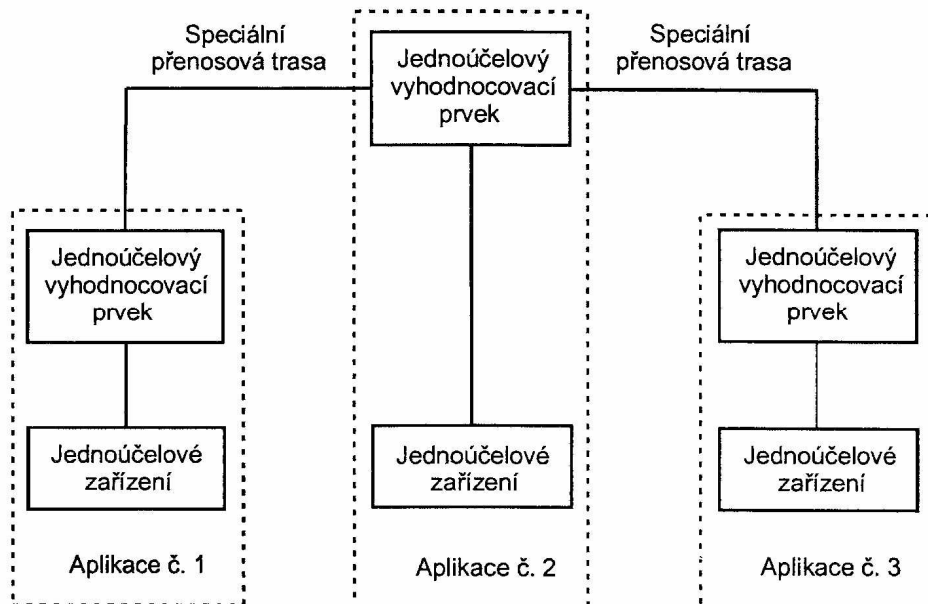 Speciální
přenosová trasa
Jednoúčelový
vyhodnocovací
prvek
Speciální
přenosová trasa
Jednoúčelový
vyhodnocovací
prvek
Jednoúčelový
vyhodnocovací
prvek
Jednoúčelové
zařízení
Jednoúčelové
zařízení
Jednoúčelové
zařízení
Aplikace č. 1
Aplikace č. 2
Aplikace č. 3